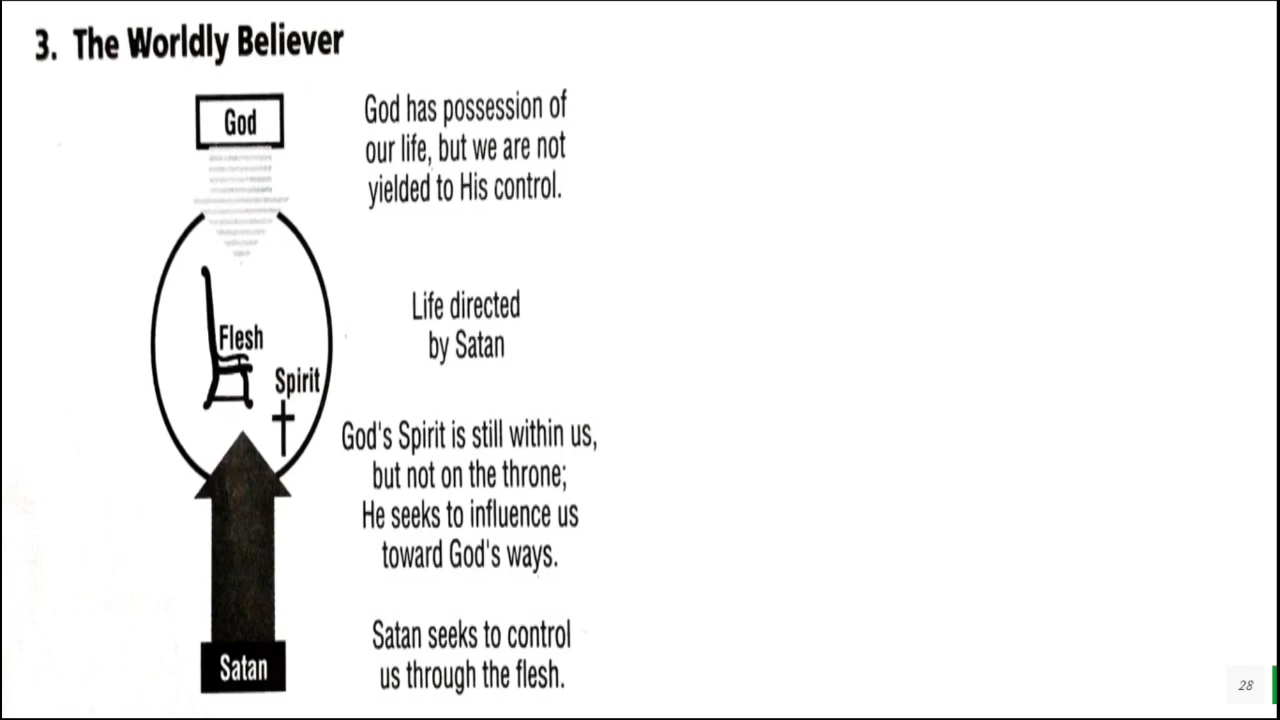 3. The Worldly Believer
God
God has possession of
our life, but we are not
yielded to His control.
Flesh
Spirit
Life directed
by Satan
God's Spirit is still within us,
but not on the throne;
He seeks to influence us
toward God's ways.
Satan
Satan seeks to control
us through the flesh.
28